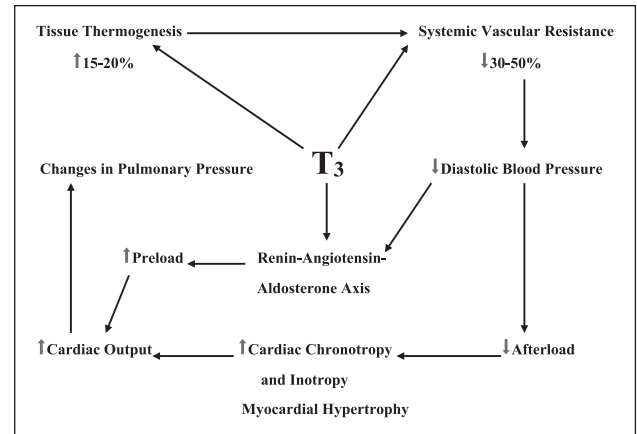 Tissue Thermogenesis
Systemic Vascular Resistance
↑15-20%
↓30-50%
T3
Changes in Pulmonary Pressure
↓Diastolic Blood Pressure
↑Preload
Renin-Angiotensin-
Aldosterone Axis
↑Cardiac Output
↑Cardiac Chronotropy
and Inotropy
Myocardial Hypertrophy
↓Afterload